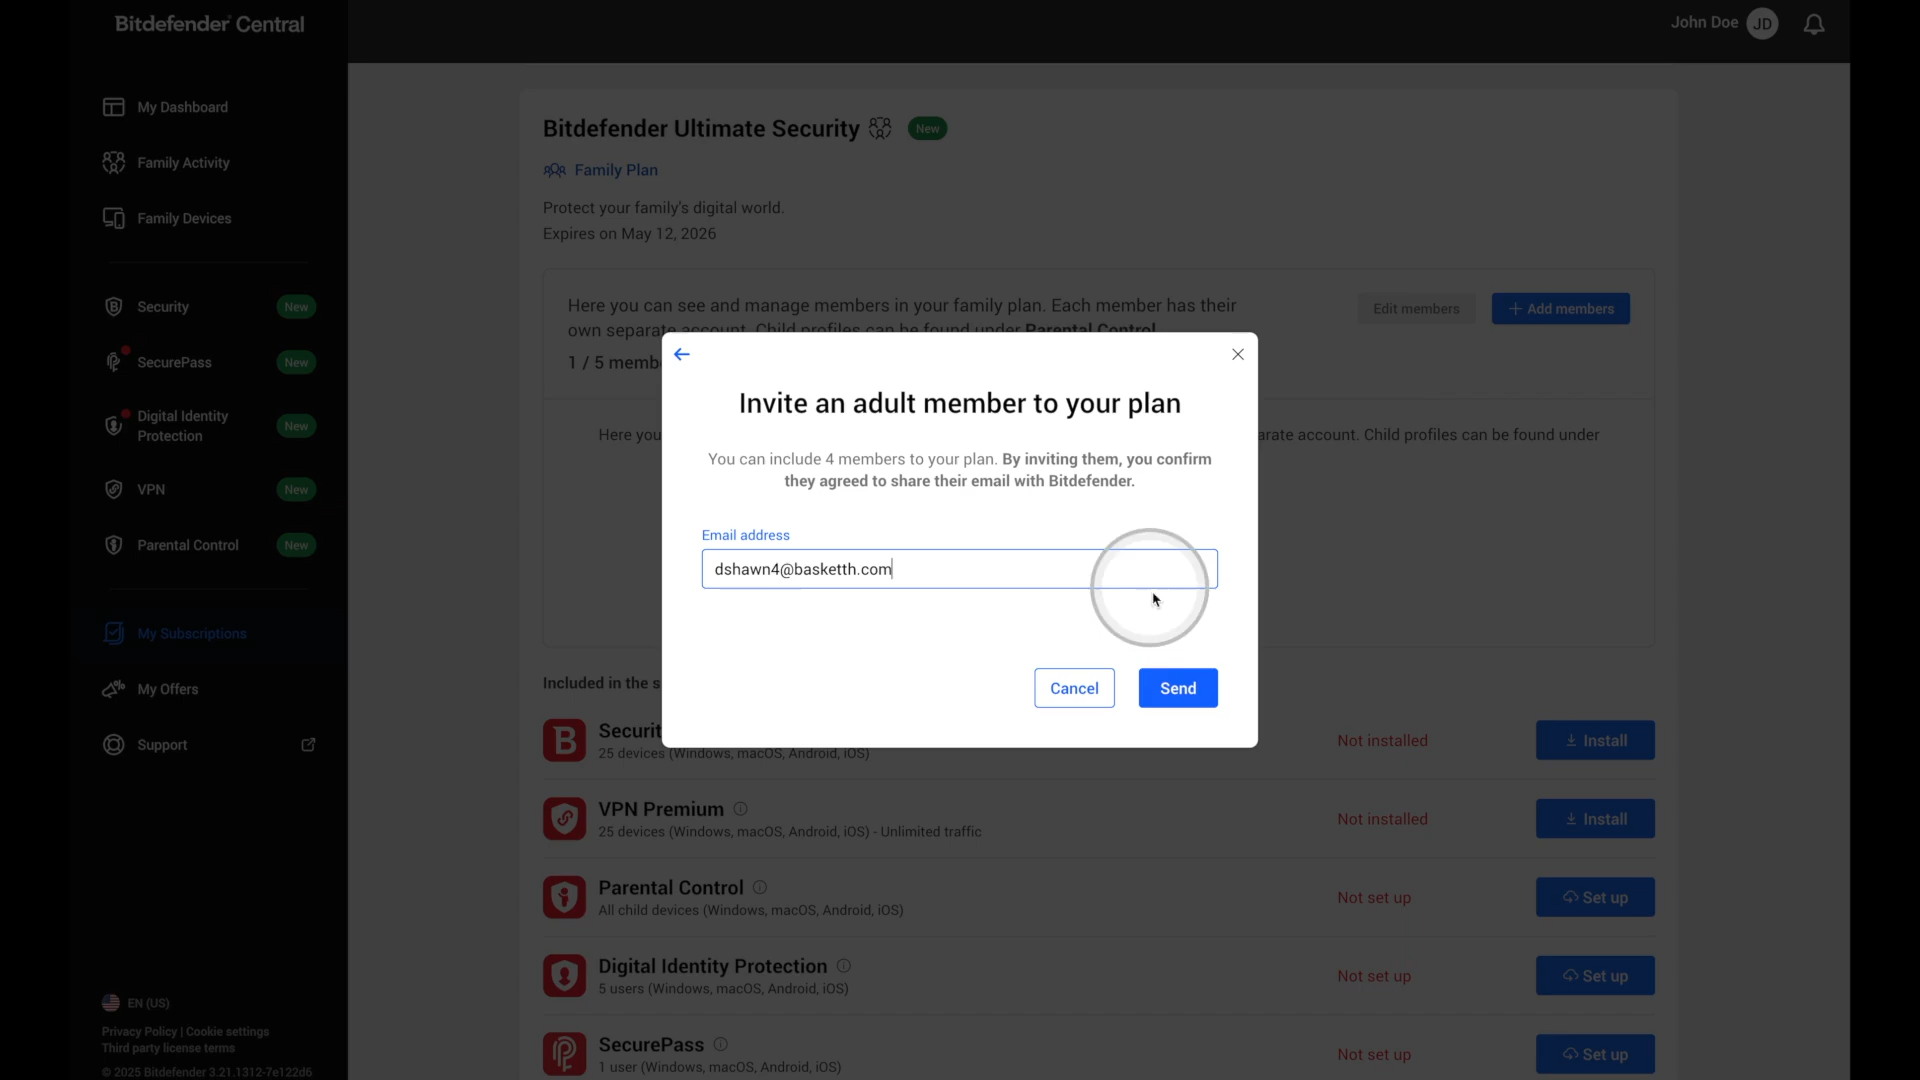 Bitdefender Central
John Doe JD
My Dashboard
Family Activity
Family Devices
Security New
SecurePass New
Digital Identity
Protection New
VPN New
Parental Control New
My Subscriptions
My Offers
Support
EN (US)
Privacy Policy | Cookie settings
Third party license terms
© 2025 Bitdefender 3.21.1312-7e122d6
Bitdefender Ultimate Security New
Family Plan
Protect your family's digital world.
Expires on May 12, 2026
Here you can see and manage members in your family plan. Each member has their
own separate account. Child profiles can be found under Parental Control
Edit members + Add members
1 / 5 memb
Here you arate account. Child profiles can be found under
Invite an adult member to your plan
You can include 4 members to your plan. By inviting them, you confirm
they agreed to share their email with Bitdefender.
Email address
dshawn4@basketth.com
Cancel Send
Included in the s
Securit Not installed Install
25 devices (Windows, macOS, Android, iOS)
VPN Premium Not installed Install
25 devices (Windows, macOS, Android, iOS) - Unlimited traffic
Parental Control Not set up Set up
All child devices (Windows, macOS, Android, iOS)
Digital Identity Protection Not set up Set up
5 users (Windows, macOS, Android, iOS)
SecurePass Not set up Set up
1 user (Windows, macOS, Android, iOS)